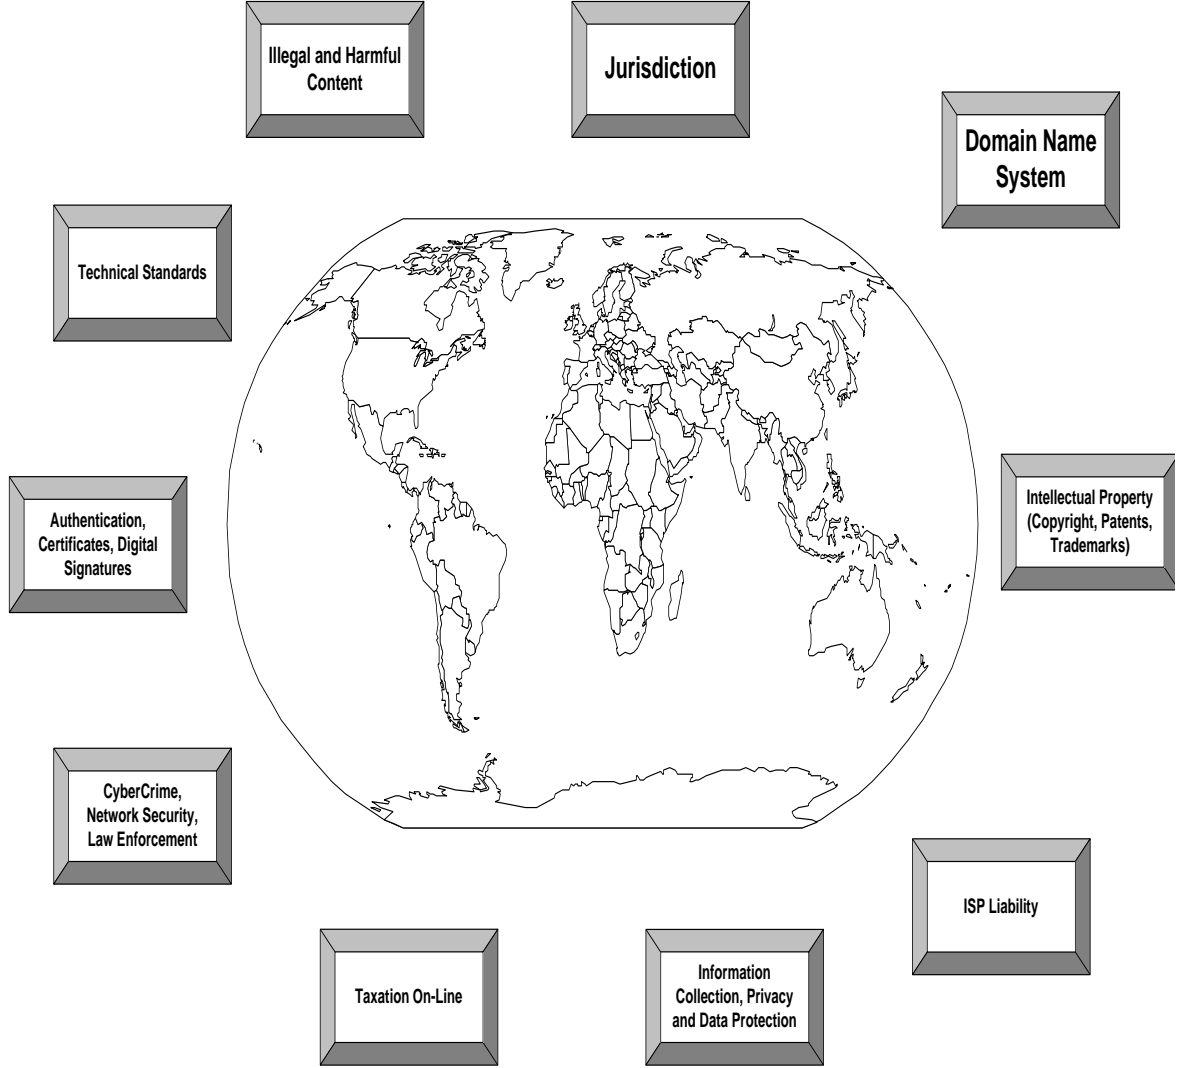 Illegal and Harmful
Content
Jurisdiction
Domain Name
System
Technical Standards
Authentication,
Certificates, Digital
Signatures
Intellectual Property
(Copyright, Patents,
Trademarks)
CyberCrime,
Network Security,
Law Enforcement
ISP Liability
Taxation On-Line
Information
Collection, Privacy
and Data Protection